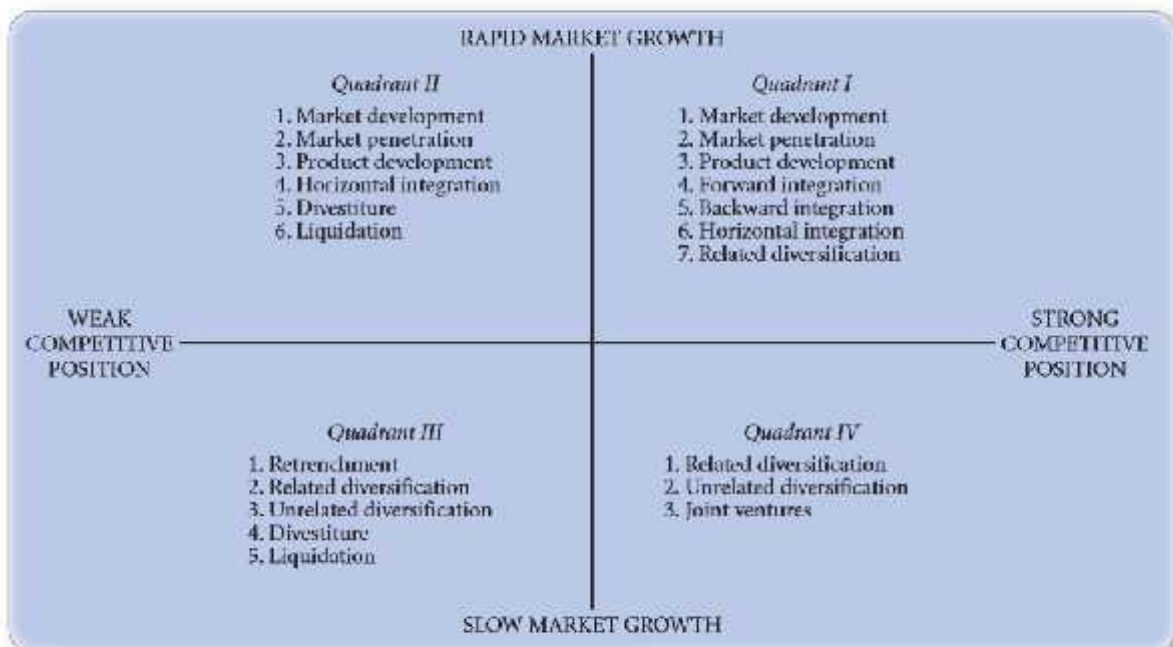 RAPID MARKET GROWTH
Quadrant II
1. Market development
2. Market penetration
3. Product development
4. Horizontal integration
5. Divestiture
6. Liquidation
Quadrant I
1. Market development
2. Market penetration
3. Product development
4. Forward integration
5. Backward integration
6. Horizontal integration
7. Related diversification
WEAK
COMPETITIVE
POSITION
STRONG
COMPETITIVE
POSITION
Quadrant III
1. Retrenchment
2. Related diversification
3. Unrelated diversification
4. Divestiture
5. Liquidation
Quadrant IV
1. Related diversification
2. Unrelated diversification
3. Joint ventures
SLOW MARKET GROWTH